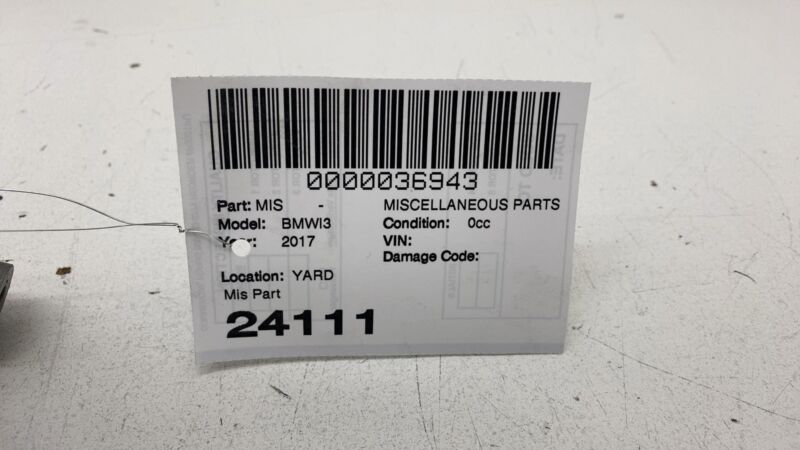 0000036943
Part: MIS - MISCELLANEOUS PARTS
Model: BMWI3 Condition: 0cc
Year: 2017 VIN:
Damage Code:
Location: YARD
Mis Part
24111